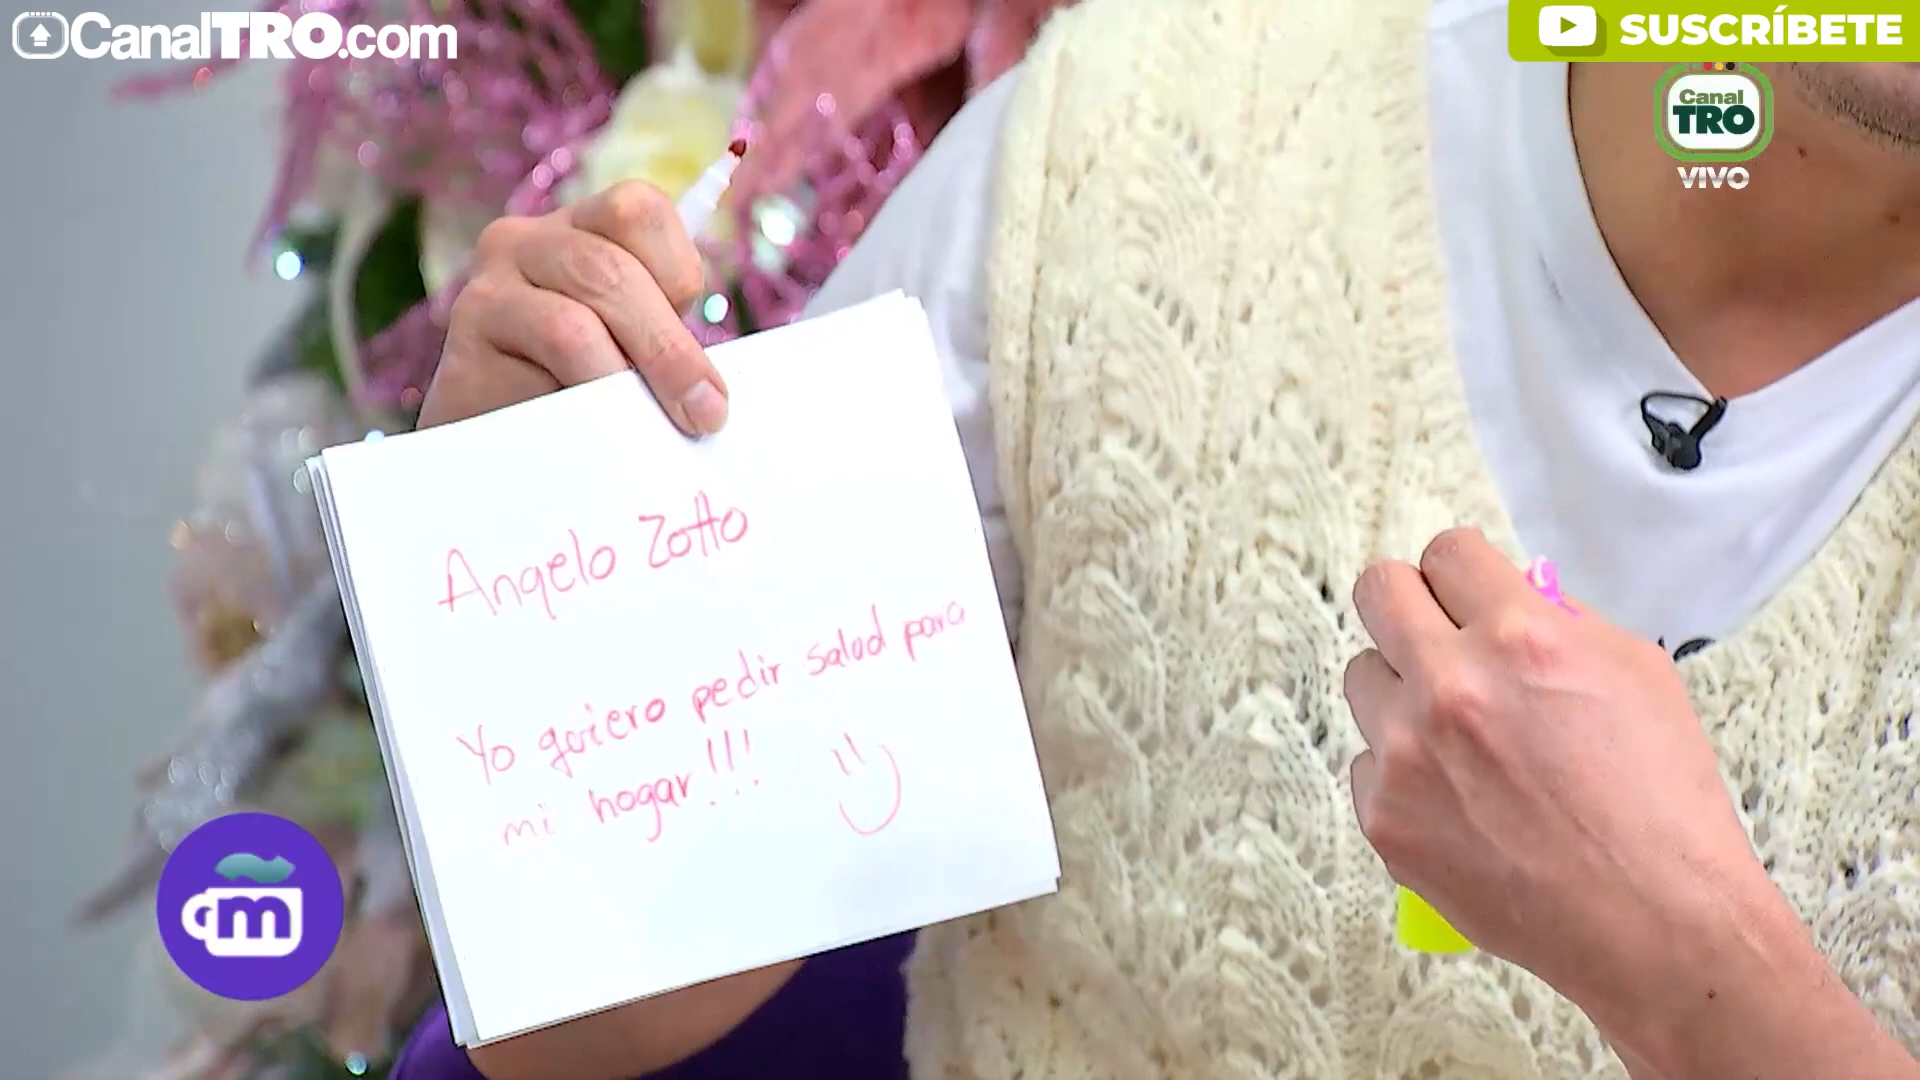 CanalTRO.com
SUSCRÍBETE
Canal
TRO
VIVO
Angelo Zotto
Yo quiero pedir salud para
mi hogar!!!
m